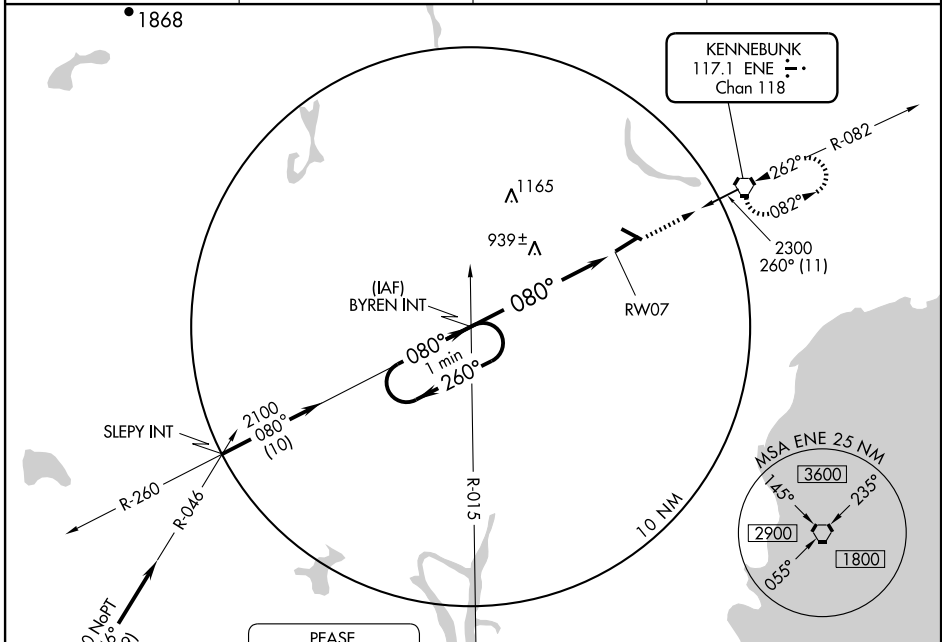 1868
KENNEBUNK
117.1 ENE
Chan 118
R-082
262°
082°
1165
939±
2300
260° (11)
(IAF)
BYREN INT
080°
RW07
080°
1 min
260°
SLEPY INT
2100
080°
(10)
R-260
R-046
R-015
10 NM
MSA ENE 25 NM
3600
145°
235°
2900
1800
055°
NoPT
PEASE